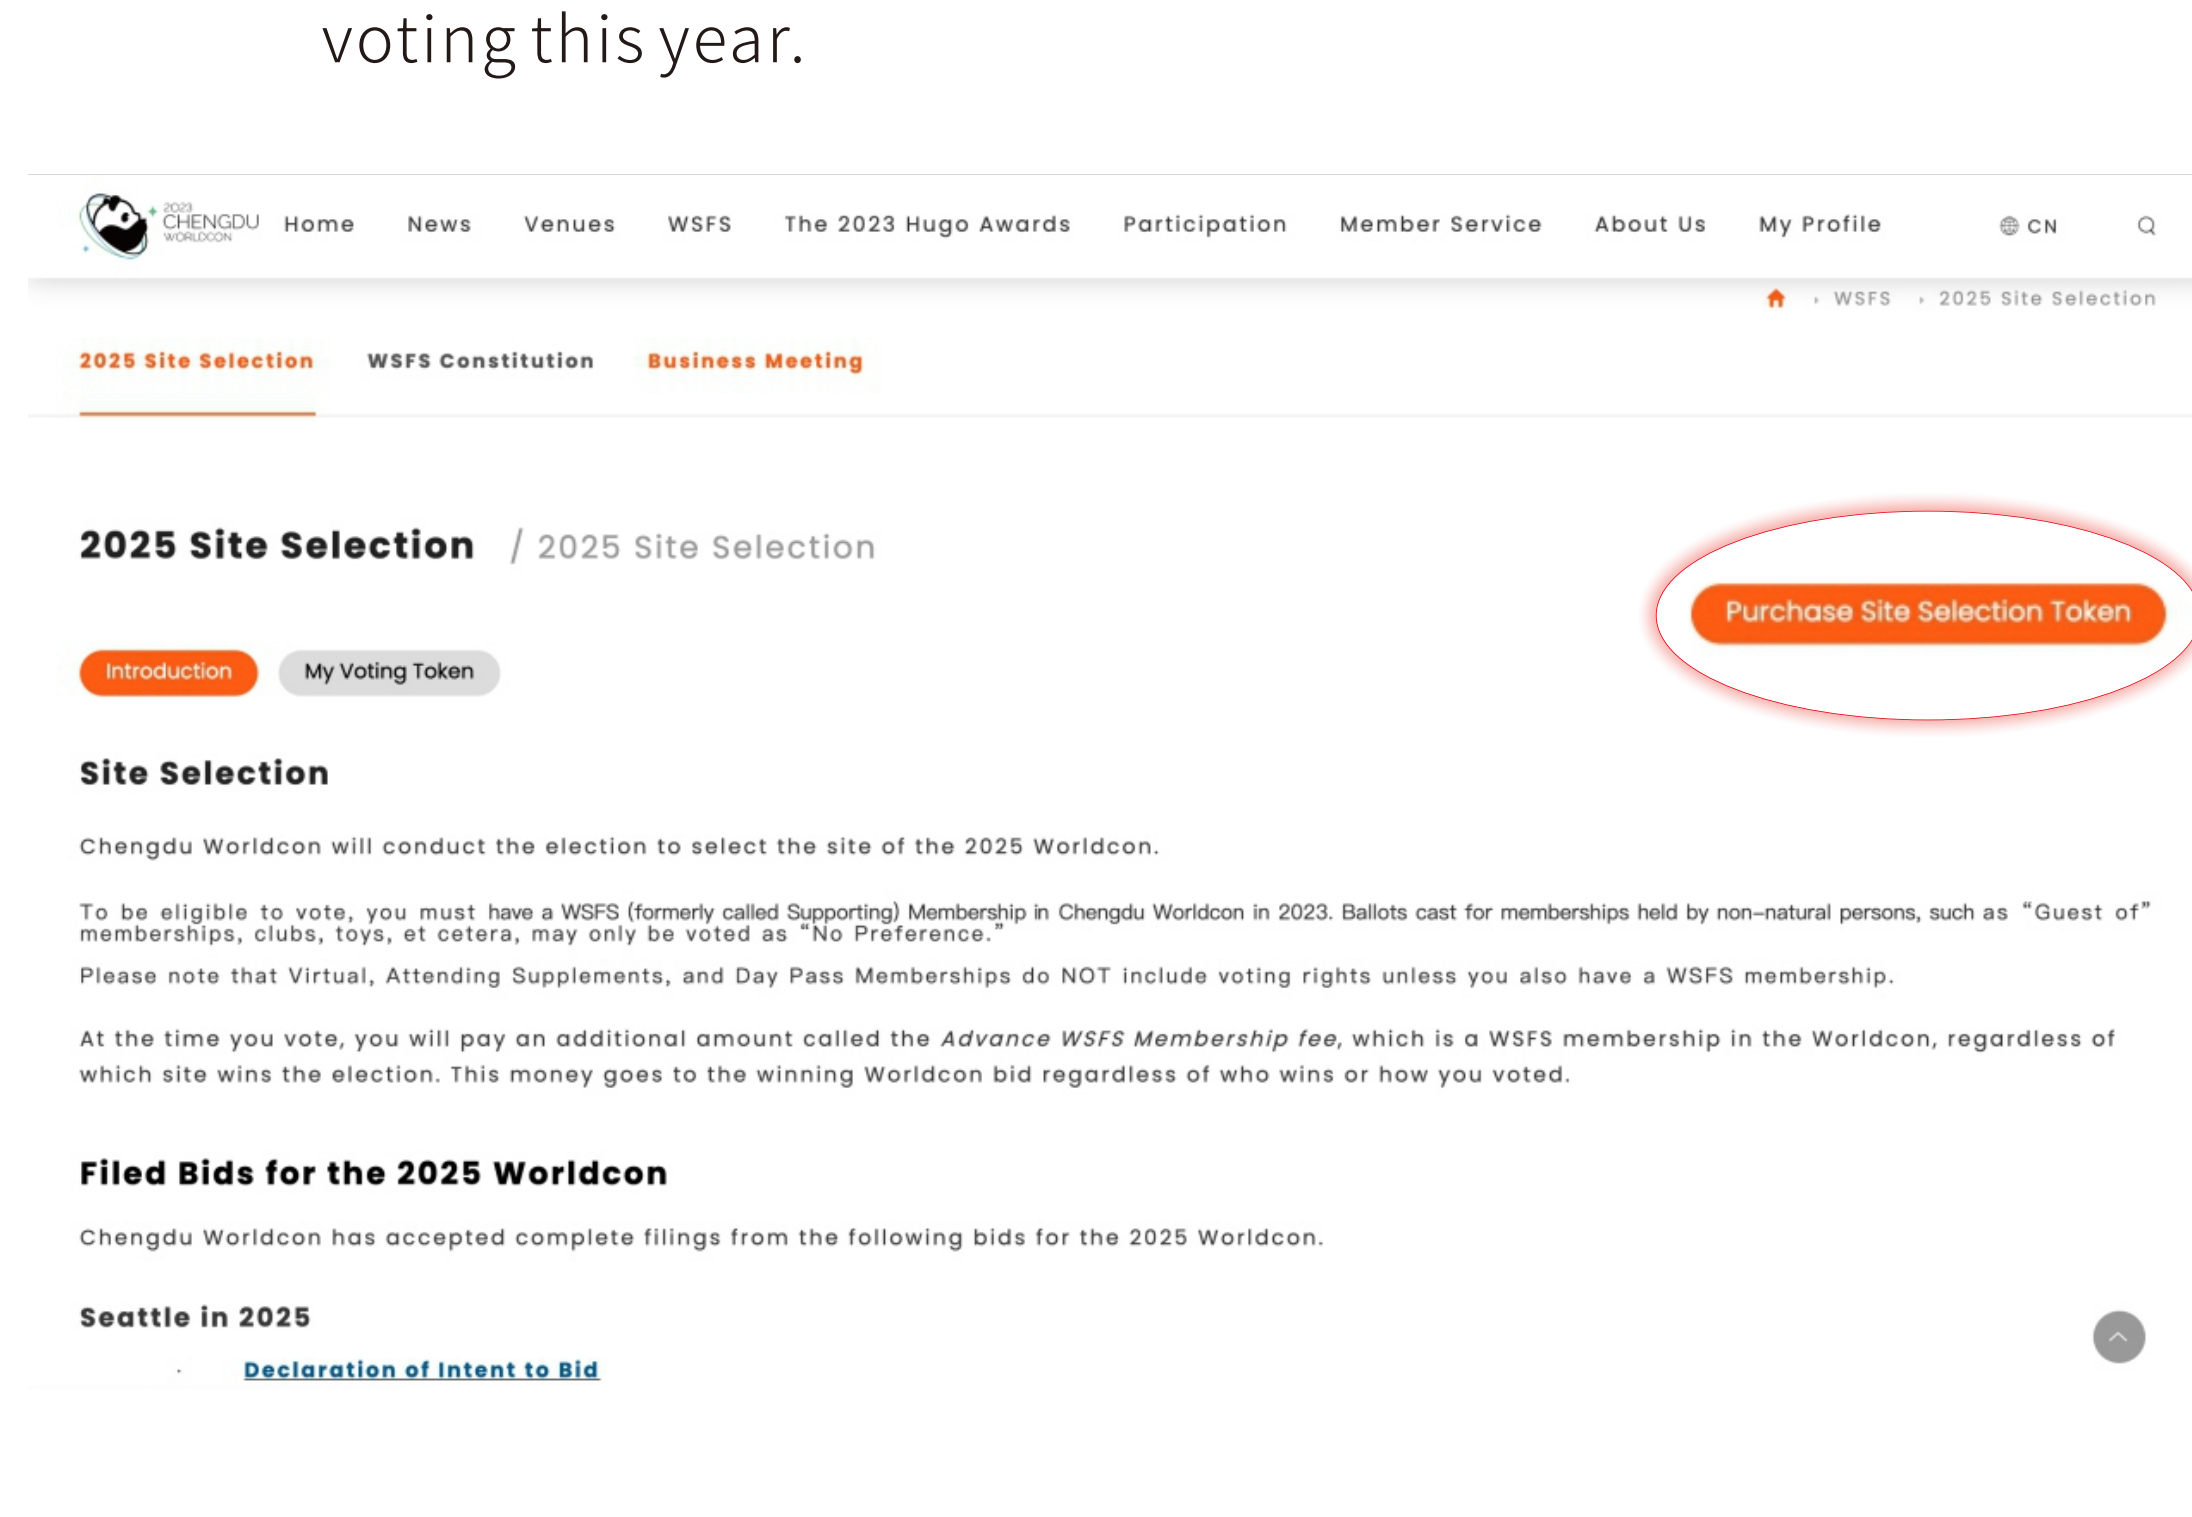 voting this year.
2023
CHENGDU
WORLDCON
Home News Venues WSFS The 2023 Hugo Awards Participation Member Service About Us My Profile CN
WSFS › 2025 Site Selection
2025 Site Selection WSFS Constitution Business Meeting
2025 Site Selection / 2025 Site Selection
Purchase Site Selection Token
Introduction My Voting Token
Site Selection
Chengdu Worldcon will conduct the election to select the site of the 2025 Worldcon.
To be eligible to vote, you must have a WSFS (formerly called Supporting) Membership in Chengdu Worldcon in 2023. Ballots cast for memberships held by non-natural persons, such as “Guest of”
memberships, clubs, toys, et cetera, may only be voted as “No Preference.”
Please note that Virtual, Attending Supplements, and Day Pass Memberships do NOT include voting rights unless you also have a WSFS membership.
At the time you vote, you will pay an additional amount called the Advance WSFS Membership fee, which is a WSFS membership in the Worldcon, regardless of
which site wins the election. This money goes to the winning Worldcon bid regardless of who wins or how you voted.
Filed Bids for the 2025 Worldcon
Chengdu Worldcon has accepted complete filings from the following bids for the 2025 Worldcon.
Seattle in 2025
· Declaration of Intent to Bid